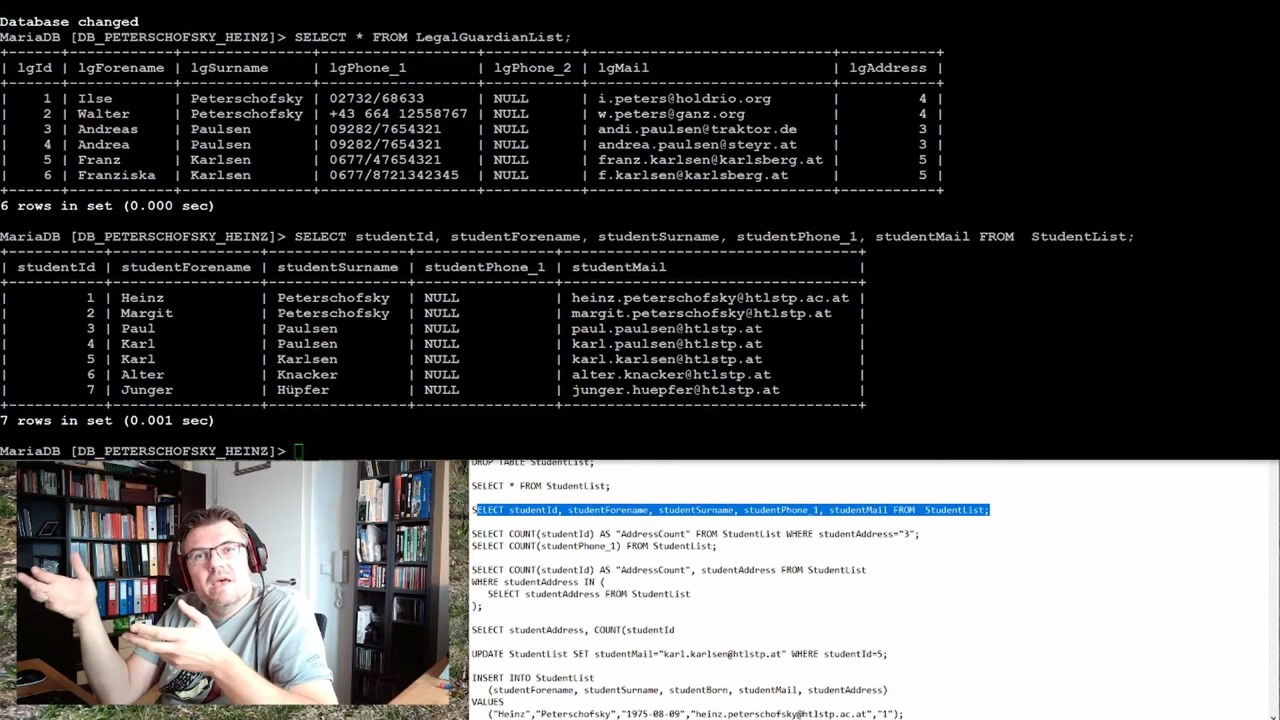 Database changed
MariaDB [DB_PETERSCHOFSKY_HEINZ]> SELECT * FROM LegalGuardianList;
| lgId | lgForename | lgSurname | lgPhone_1 | lgPhone_2 | lgMail | lgAddress |
| 1 | Ilse | Peterschofsky | 02732/68633 | NULL | i.peters@holdrio.org | 4 |
| 2 | Walter | Peterschofsky | +43 664 12558767 | NULL | w.peters@ganz.org | 4 |
| 3 | Andreas | Paulsen | 09282/7654321 | NULL | andi.paulsen@traktor.de | 3 |
| 4 | Andrea | Paulsen | 09282/7654321 | NULL | andrea.paulsen@steyr.at | 3 |
| 5 | Franz | Karlsen | 0677/47654321 | NULL | franz.karlsen@karlsberg.at | 5 |
| 6 | Franziska | Karlsen | 0677/8721342345 | NULL | f.karlsen@karlsberg.at | 5 |
6 rows in set (0.000 sec)
MariaDB [DB_PETERSCHOFSKY_HEINZ]> SELECT studentId, studentForename, studentSurname, studentPhone_1, studentMail FROM  StudentList;
| studentId | studentForename | studentSurname | studentPhone_1 | studentMail |
| 1 | Heinz | Peterschofsky | NULL | heinz.peterschofsky@htlstp.ac.at |
| 2 | Margit | Peterschofsky | NULL | margit.peterschofsky@htlstp.at |
| 3 | Paul | Paulsen | NULL | paul.paulsen@htlstp.at |
| 4 | Karl | Paulsen | NULL | karl.paulsen@htlstp.at |
| 5 | Karl | Karlsen | NULL | karl.karlsen@htlstp.at |
| 6 | Alter | Knacker | NULL | alter.knacker@htlstp.at |
| 7 | Junger | Hüpfer | NULL | junger.huepfer@htlstp.at |
7 rows in set (0.001 sec)
MariaDB [DB_PETERSCHOFSKY_HEINZ]>
DROP TABLE StudentList;
SELECT * FROM StudentList;
SELECT studentId, studentForename, studentSurname, studentPhone_1, studentMail FROM  StudentList;
SELECT COUNT(studentId) AS "AddressCount" FROM StudentList WHERE studentAddress="3";
SELECT COUNT(studentPhone_1) FROM StudentList;
SELECT COUNT(studentId) AS "AddressCount", studentAddress FROM StudentList
WHERE studentAddress IN (
SELECT studentAddress FROM StudentList
);
SELECT studentAddress, COUNT(studentId
UPDATE StudentList SET studentMail="karl.karlsen@htlstp.at" WHERE studentId=5;
INSERT INTO StudentList
(studentForename, studentSurname, studentBorn, studentMail, studentAddress)
VALUES
("Heinz","Peterschofsky","1975-08-09","heinz.peterschofsky@htlstp.ac.at","1");